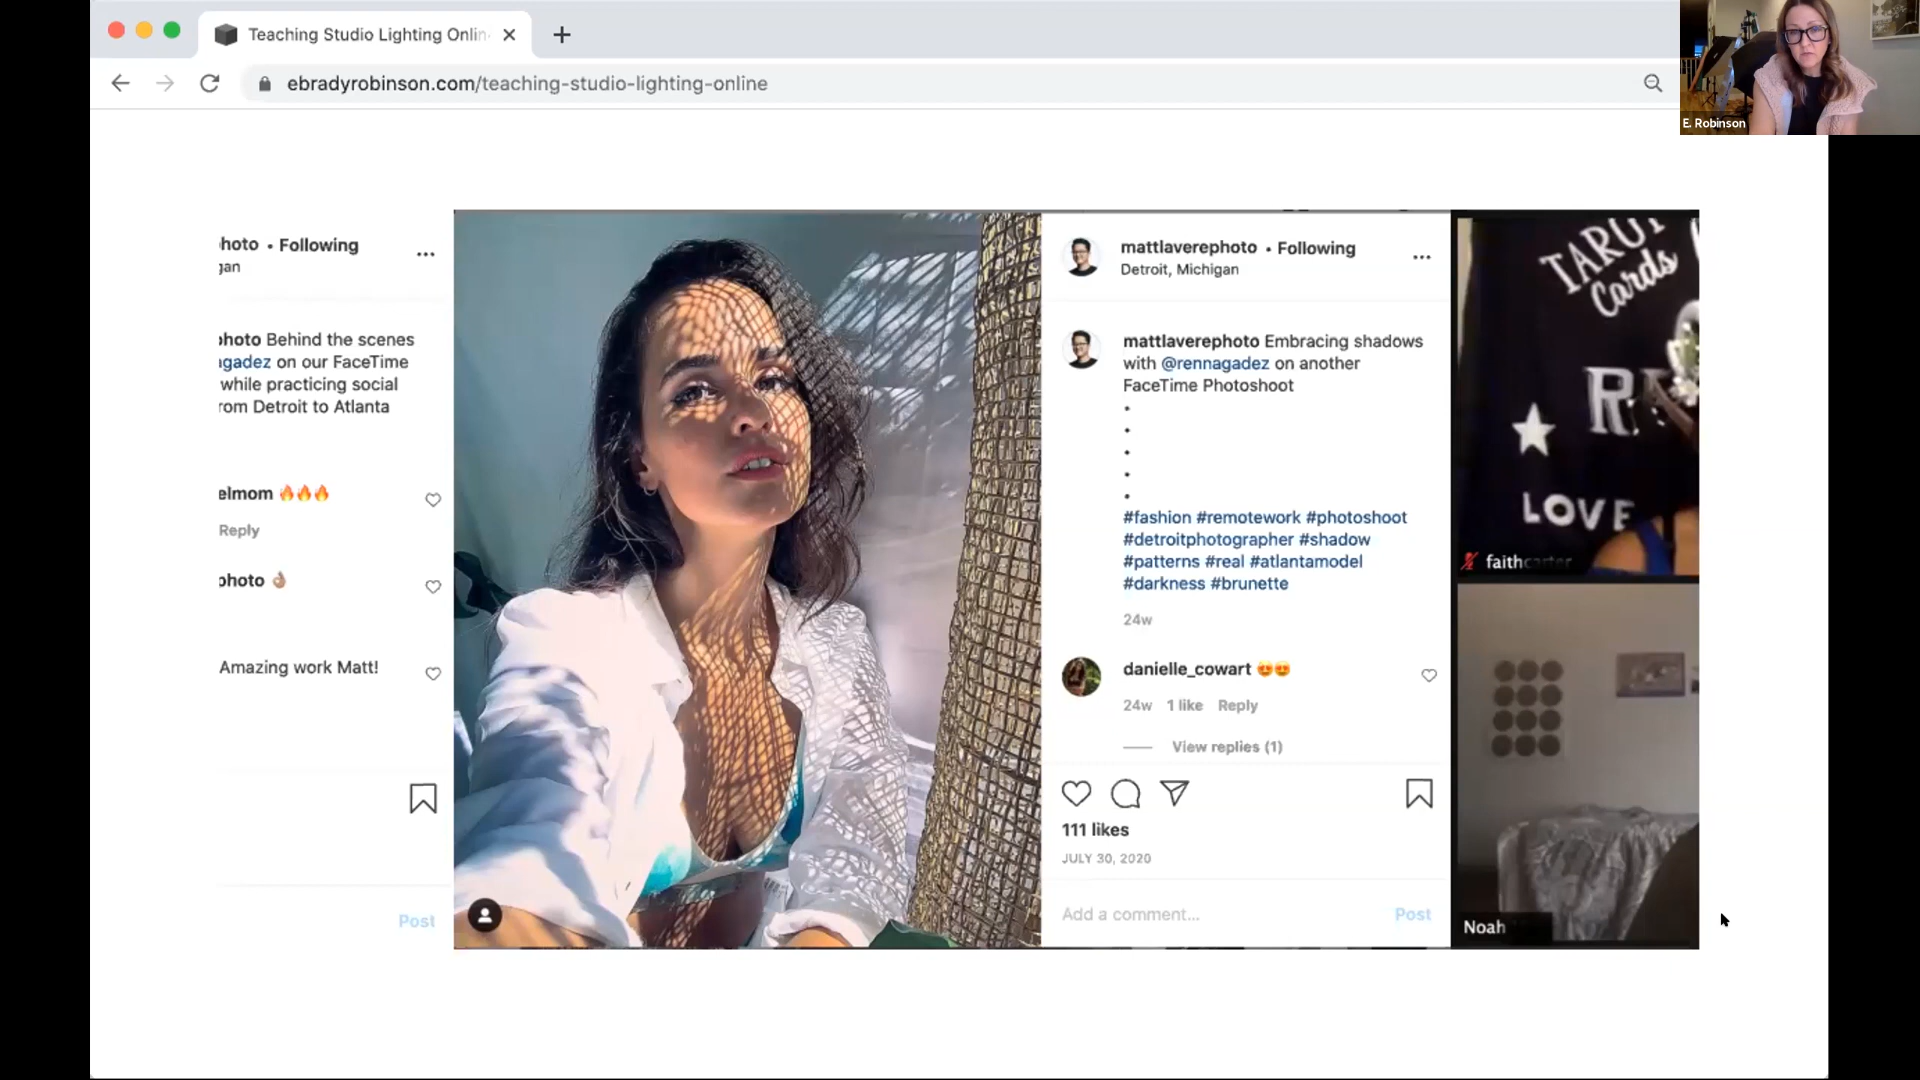 Teaching Studio Lighting Onlin
ebradyrobinson.com/teaching-studio-lighting-online
E. Robinson
hoto • Following
gan
photo Behind the scenes
agadez on our FaceTime
while practicing social
rom Detroit to Atlanta
elmom 🔥🔥🔥
Reply
photo 👌🏽
Amazing work Matt!
Post
mattlaverephoto • Following
Detroit, Michigan
mattlaverephoto Embracing shadows
with @rennagadez on another
FaceTime Photoshoot
•
•
•
•
•
#fashion #remotework #photoshoot
#detroitphotographer #shadow
#patterns #real #atlantamodel
#darkness #brunette
24w
danielle_cowart 😍😍
24w 1 like Reply
View replies (1)
111 likes
JULY 30, 2020
Add a comment... Post
TAROT
Cards
LOVE
faithcarter
Noah